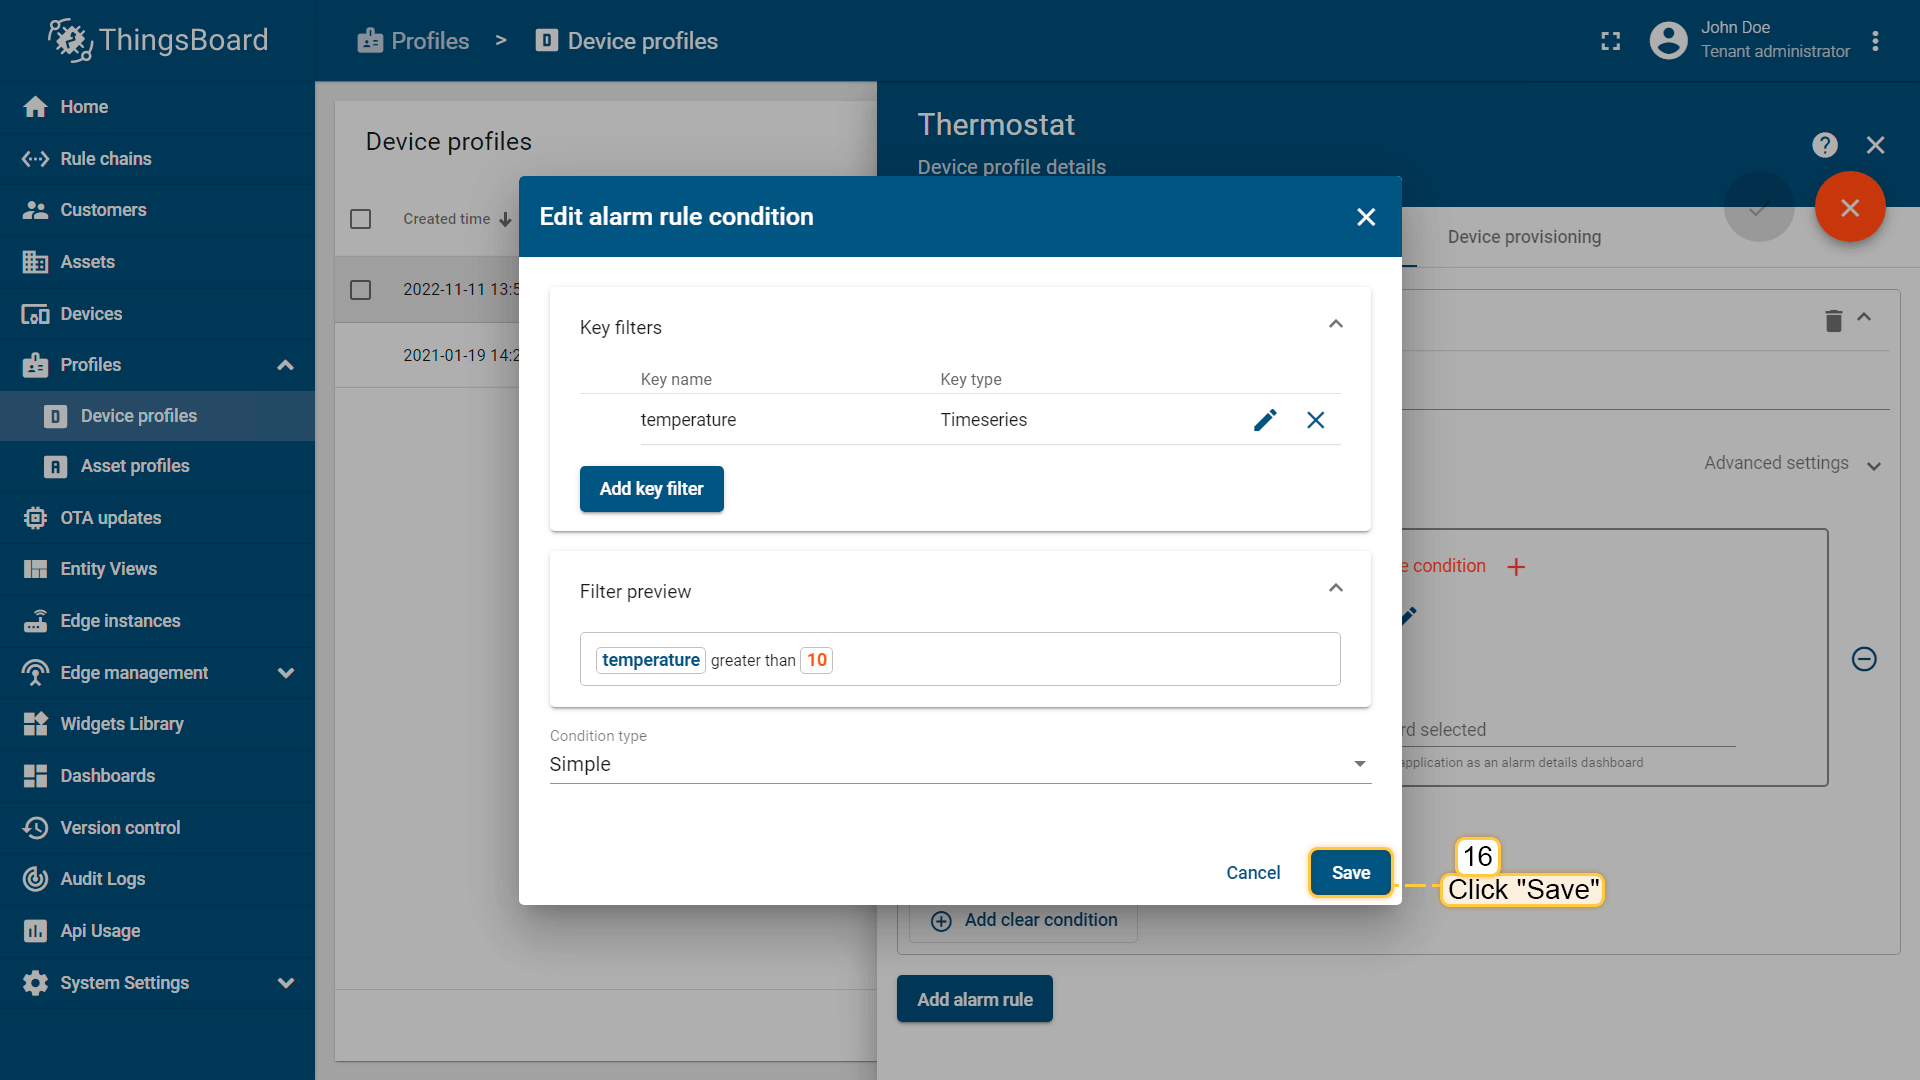 ThingsBoard
Profiles > D Device profiles
John Doe
Tenant administrator
Home
Rule chains
Customers
Assets
Devices
Profiles
D Device profiles
A Asset profiles
OTA updates
Entity Views
Edge instances
Edge management
Widgets Library
Dashboards
Version control
Audit Logs
Api Usage
System Settings
Device profiles
Created time
2022-11-11 13:5
2021-01-19 14:2
Thermostat
Device profile details
?
Device provisioning
Advanced settings
e condition
rd selected
application as an alarm details dashboard
Add clear condition
Add alarm rule
Edit alarm rule condition
Key filters
Key name Key type
temperature Timeseries
Add key filter
Filter preview
temperature greater than 10
Condition type
Simple
Cancel Save
16
Click "Save"